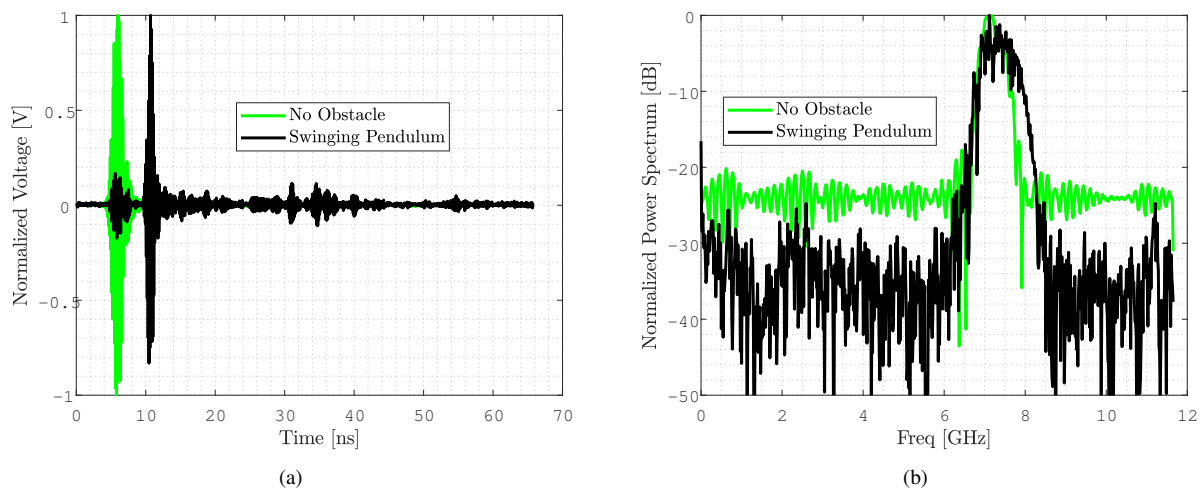 1
0.5
0
-0.5
-1
Normalized Voltage [V]
No Obstacle
Swinging Pendulum
0 10 20 30 40 50 60 70
Time [ns]
(a)
0
-10
-20
-30
-40
-50
Normalized Power Spectrum [dB]
No Obstacle
Swinging Pendulum
0 2 4 6 8 10 12
Freq [GHz]
(b)